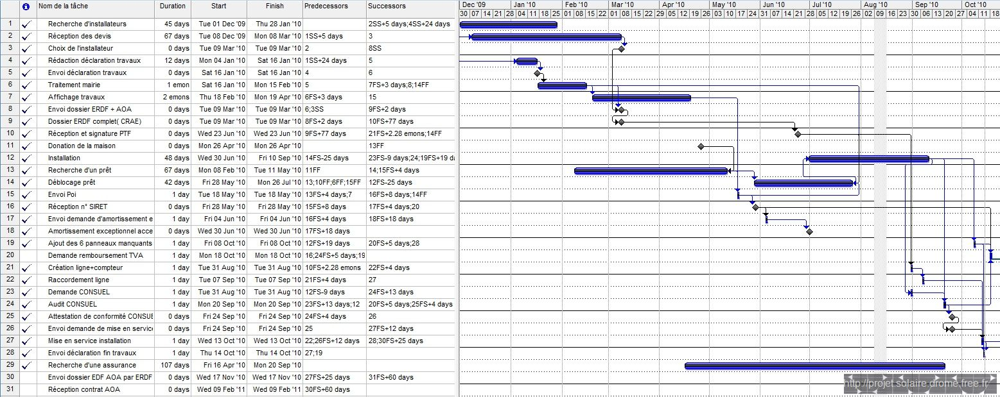 Nom de la tâche Duration Start Finish Predecessors Successors
Dec '09 Jan '10 Feb '10 Mar '10 Apr '10 May '10 Jun '10 Jul '10 Aug '10 Sep '10 Oct '10
30 07 14 21 28 04 11 18 25 01 08 15 22 01 08 15 22 29 05 12 19 26 03 10 17 24 31 07 14 21 28 05 12 19 26 02 09 16 23 30 06 13 20 27 04 11 18
1 Recherche d'installateurs 45 days Tue 01 Dec '09 Thu 28 Jan '10 2SS+5 days;4SS+24 days
2 Réception des devis 67 days Tue 08 Dec '09 Mon 08 Mar '10 1SS+5 days 3
3 Choix de l'installateur 0 days Tue 09 Mar '10 Tue 09 Mar '10 2 8SS
4 Rédaction déclaration travaux 12 days Mon 04 Jan '10 Sat 16 Jan '10 1SS+24 days 5
5 Envoi déclaration travaux 0 days Sat 16 Jan '10 Sat 16 Jan '10 4 6
6 Traitement mairie 1 emon Sat 16 Jan '10 Mon 15 Feb '10 5 7FS+3 days;8;14FF
7 Affichage travaux 2 emons Thu 18 Feb '10 Mon 19 Apr '10 6FS+3 days 15
8 Envoi dossier ERDF + AOA 0 days Tue 09 Mar '10 Tue 09 Mar '10 6;3SS 9FS+2 days
9 Dossier ERDF complet( CRAE) 0 days Tue 09 Mar '10 Tue 09 Mar '10 8FS+2 days 10FS+77 days
10 Réception et signature PTF 0 days Wed 23 Jun '10 Wed 23 Jun '10 9FS+77 days 21FS+2.28 emons;14FF
11 Donation de la maison 0 days Mon 26 Apr '10 Mon 26 Apr '10 13FF
12 Installation 48 days Wed 30 Jun '10 Fri 10 Sep '10 14FS-25 days 23FS-9 days;24;19FS+19 da
13 Recherche d'un prêt 67 days Mon 08 Feb '10 Tue 11 May '10 11FF 14;15FS+4 days
14 Déblocage prêt 42 days Fri 28 May '10 Mon 26 Jul '10 13;10FF;6FF;15FF 12FS-25 days
15 Envoi Poi 1 day Tue 18 May '10 Tue 18 May '10 13FS+4 days;7 16FS+8 days;14FF
16 Réception n° SIRET 0 days Fri 28 May '10 Fri 28 May '10 15FS+8 days 17FS+4 days;20
17 Envoi demande d'amortissement e 1 day Fri 04 Jun '10 Fri 04 Jun '10 16FS+4 days 18FS+18 days
18 Amortissement exceptionnel acce 0 days Wed 30 Jun '10 Wed 30 Jun '10 17FS+18 days
19 Ajout des 6 panneaux manquants 1 day Fri 08 Oct '10 Fri 08 Oct '10 12FS+19 days 20FS+5 days;28
20 Demande remboursement TVA 1 day Mon 18 Oct '10 Mon 18 Oct '10 16;24FS+5 days;19
21 Création ligne+compteur 1 day Tue 31 Aug '10 Tue 31 Aug '10 10FS+2.28 emons 22FS+4 days
22 Raccordement ligne 1 day Tue 07 Sep '10 Tue 07 Sep '10 21FS+4 days 27
23 Demande CONSUEL 1 day Tue 31 Aug '10 Tue 31 Aug '10 12FS-9 days 24FS+13 days
24 Audit CONSUEL 1 day Mon 20 Sep '10 Mon 20 Sep '10 23FS+13 days;12 20FS+5 days;25FS+4 days
25 Attestation de conformité CONSUE 0 days Fri 24 Sep '10 Fri 24 Sep '10 24FS+4 days 26
26 Envoi demande de mise en servic 0 days Fri 24 Sep '10 Fri 24 Sep '10 25 27FS+12 days
27 Mise en service installation 1 day Wed 13 Oct '10 Wed 13 Oct '10 22;26FS+12 days 28;30FS+25 days
28 Envoi déclaration fin travaux 1 day Thu 14 Oct '10 Thu 14 Oct '10 27;19
29 Recherche d'une assurance 107 days Fri 16 Apr '10 Mon 20 Sep '10
30 Envoi dossier EDF AOA par ERDF 0 days Wed 17 Nov '10 Wed 17 Nov '10 27FS+25 days 31FS+60 days
31 Réception contrat AOA 0 days Wed 09 Feb '11 Wed 09 Feb '11 30FS+60 days
http://projet.solaire.drome.free.fr